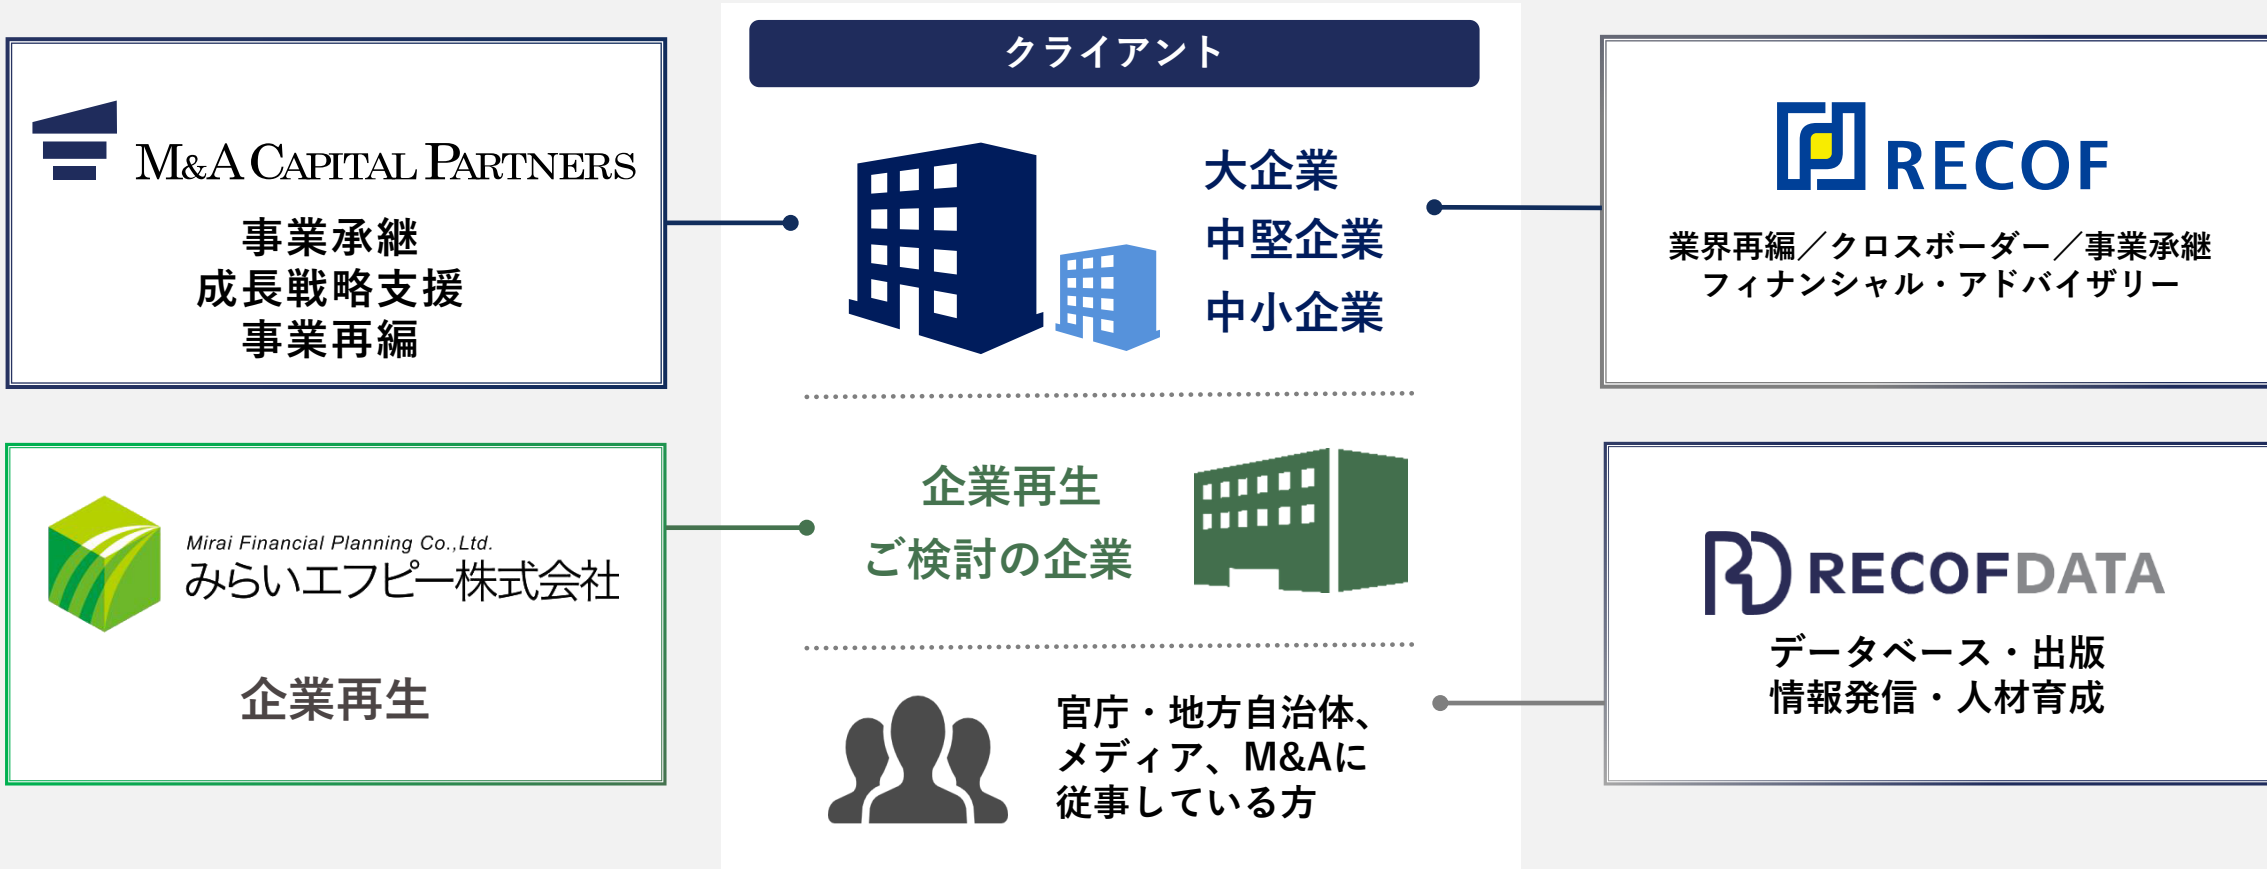 M&A CAPITAL PARTNERS
事業承継
成長戦略支援
事業再編
Mirai Financial Planning Co.,Ltd.
みらいエフピー株式会社
企業再生
クライアント
大企業
中堅企業
中小企業
企業再生
ご検討の企業
官庁・地方自治体、
メディア、M&Aに
従事している方
RECOF
業界再編／クロスボーダー／事業承継
フィナンシャル・アドバイザリー
RECOFDATA
データベース・出版
情報発信・人材育成